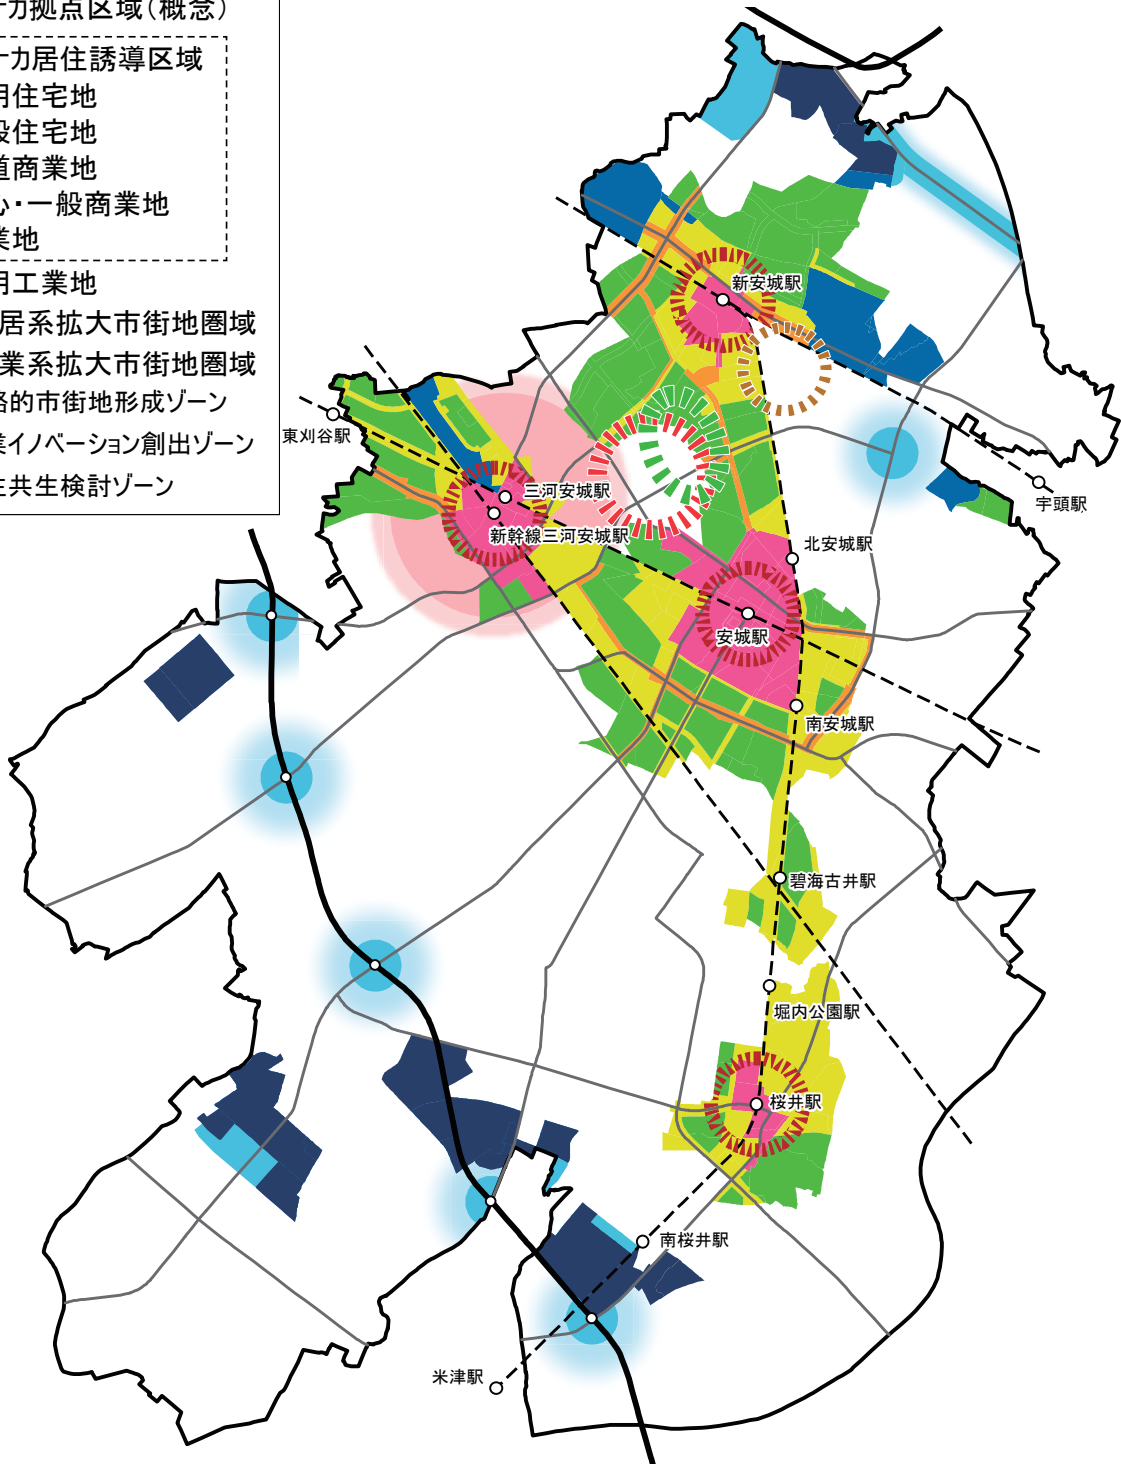 ナカ拠点区域（概念）
ナカ居住誘導区域
用住宅地
般住宅地
道商業地
心・一般商業地
業地
用工業地
居系拡大市街地圏域
業系拡大市街地圏域
略的市街地形成ゾーン
業イノベーション創出ゾーン
生共生検討ゾーン
新安城駅
東刈谷駅
三河安城駅
宇頭駅
新幹線三河安城駅
北安城駅
安城駅
南安城駅
碧海古井駅
堀内公園駅
桜井駅
南桜井駅
米津駅